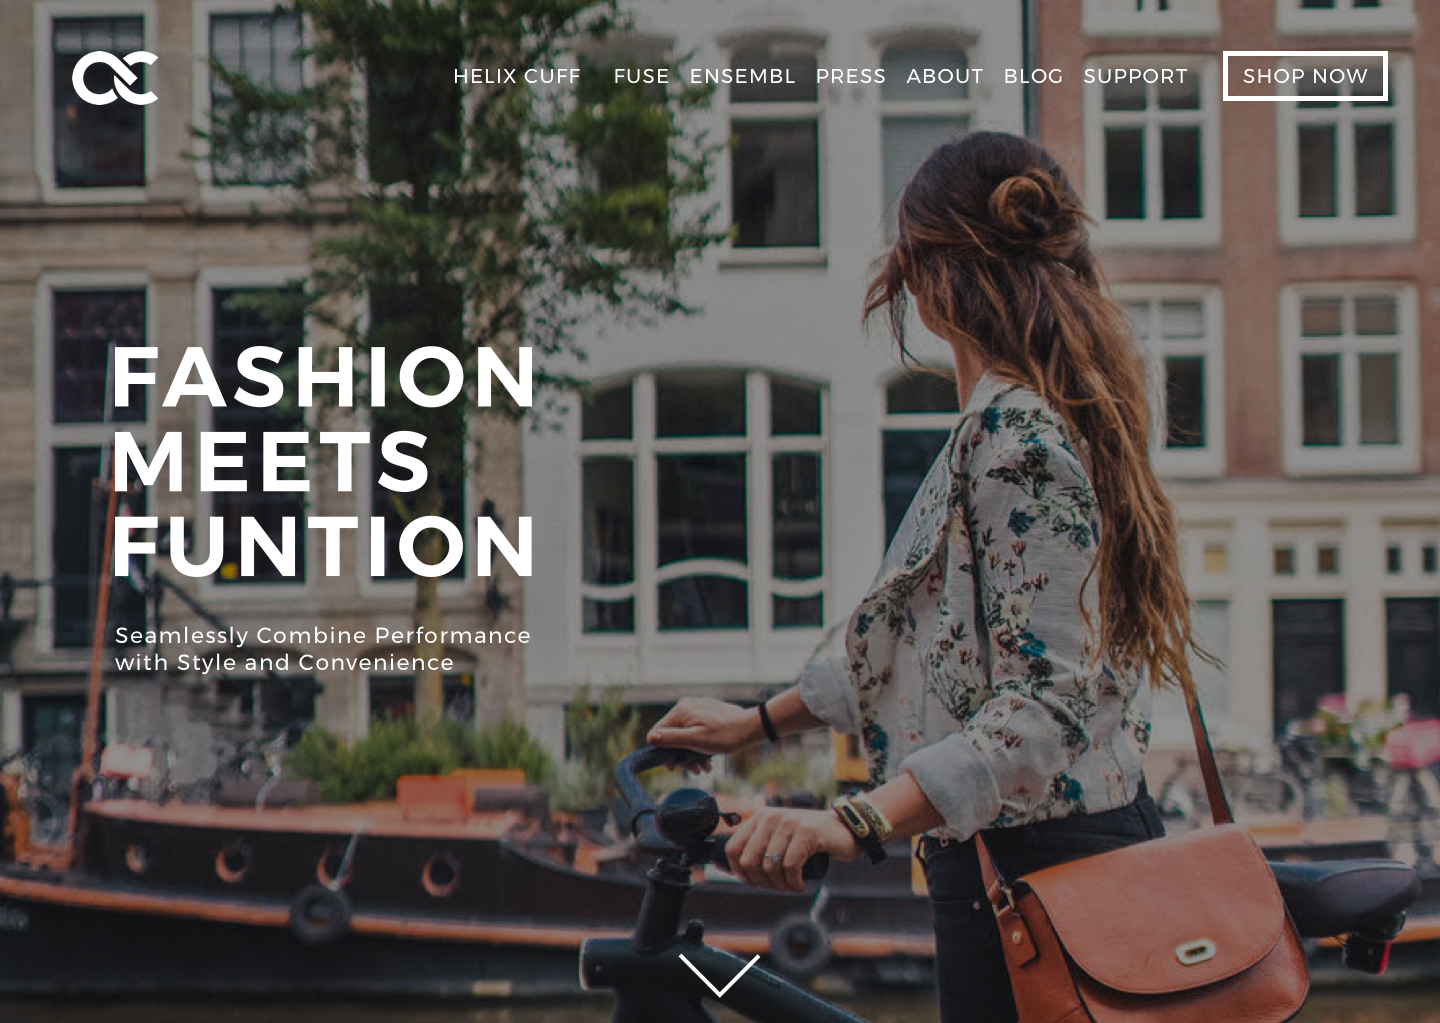 HELIX CUFF FUSE ENSEMBL PRESS ABOUT BLOG SUPPORT SHOP NOW
FASHION
MEETS
FUNTION
Seamlessly Combine Performance
with Style and Convenience